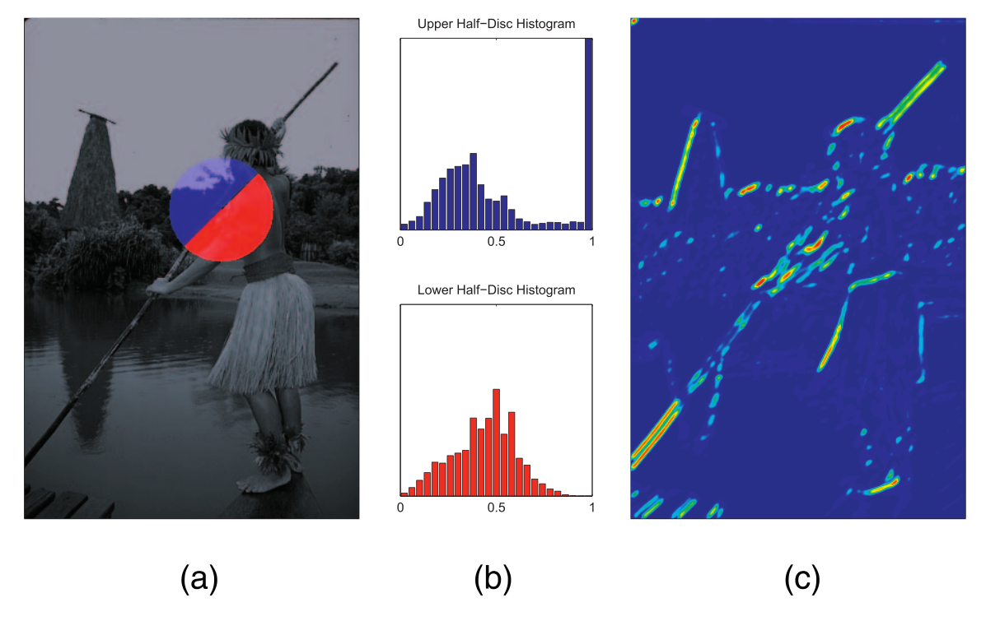 Upper Half−Disc Histogram
0 0.5 1
Lower Half−Disc Histogram
0 0.5 1
(a) (b) (c)